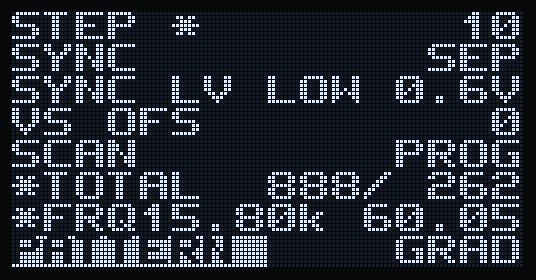 STEP * 10
SYNC SEP
SYNC LV LOW 0.6V
VS OFS 0
SCAN PROG
*TOTAL 888/ 262
*FRQ15.80k 60.05
PATTERN GRAD